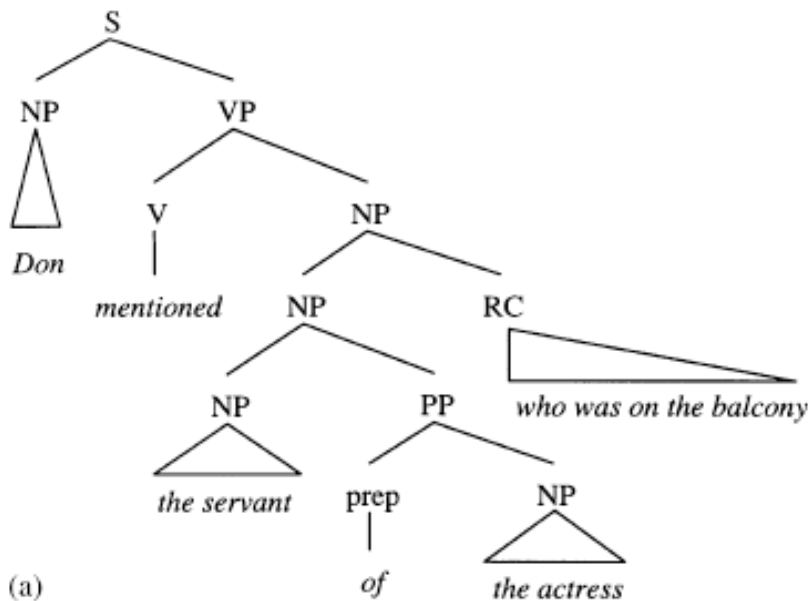 S
NP VP
V NP
Don
mentioned NP RC
NP PP who was on the balcony
the servant prep NP
(a) of the actress